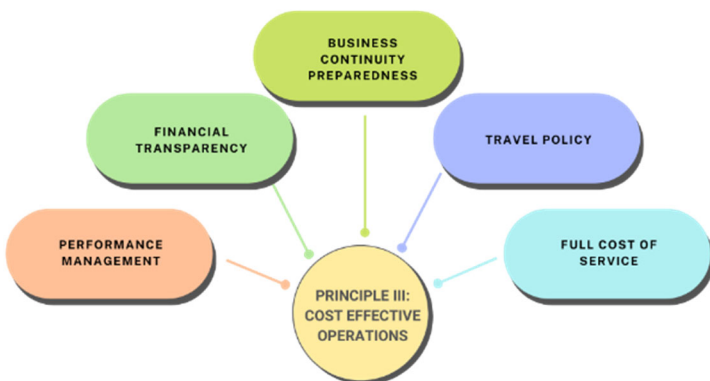 BUSINESS
CONTINUITY
PREPAREDNESS
FINANCIAL
TRANSPARENCY
TRAVEL POLICY
PERFORMANCE
MANAGEMENT
FULL COST OF
SERVICE
PRINCIPLE III:
COST EFFECTIVE
OPERATIONS